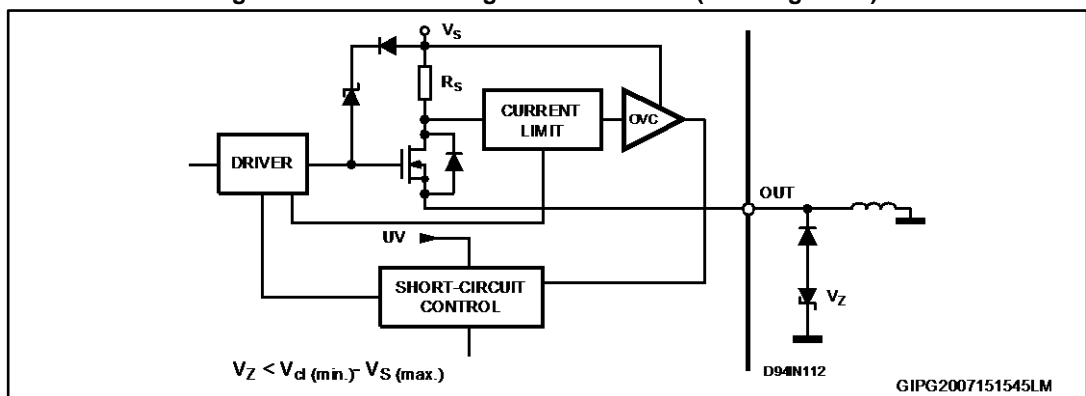 V_S
R_S
CURRENT
LIMIT
OVC
DRIVER
OUT
UV
SHORT-CIRCUIT
CONTROL
V_Z
V_Z < V_cl (min.)- V_S (max.)
D94IN112
GIPG2007151545LM